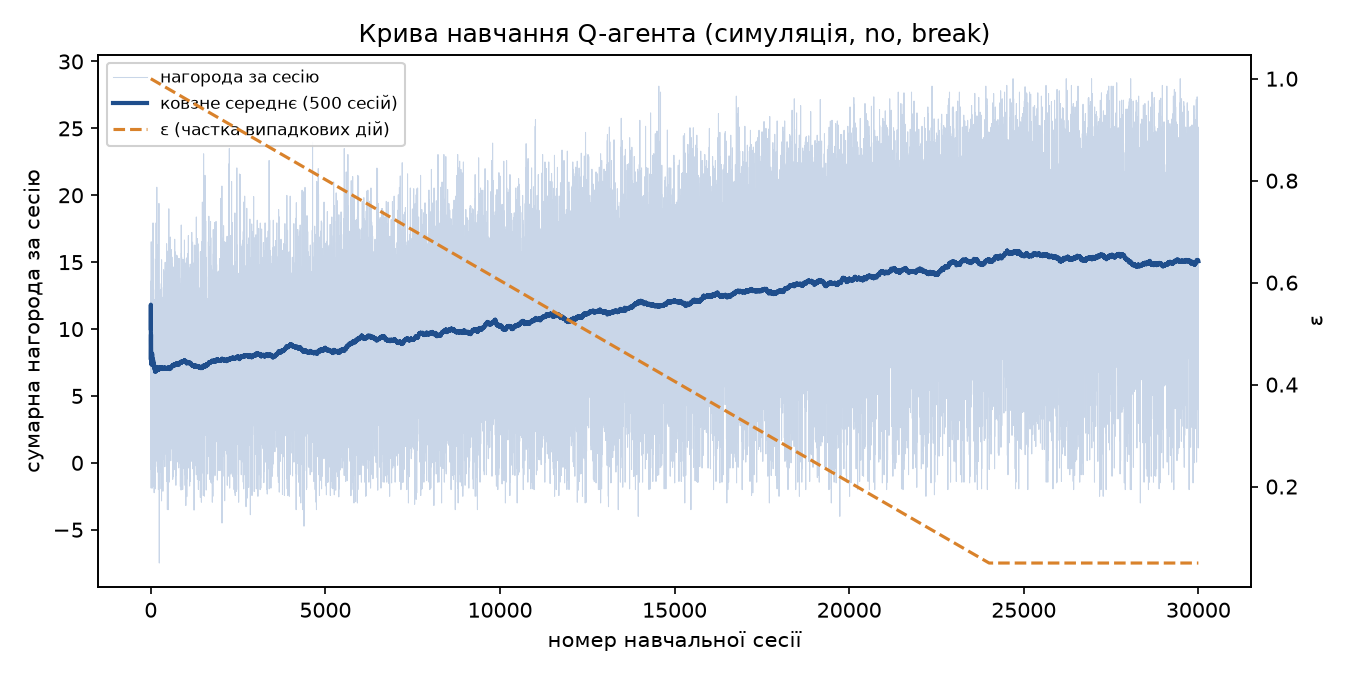 Крива навчання Q-агента (симуляція, no, break)
нагорода за сесію
ковзне середнє (500 сесій)
ε (частка випадкових дій)
30
25
20
15
10
5
0
−5
сумарна нагорода за сесію
1.0
0.8
0.6
0.4
0.2
ε
0
5000
10000
15000
20000
25000
30000
номер навчальної сесії